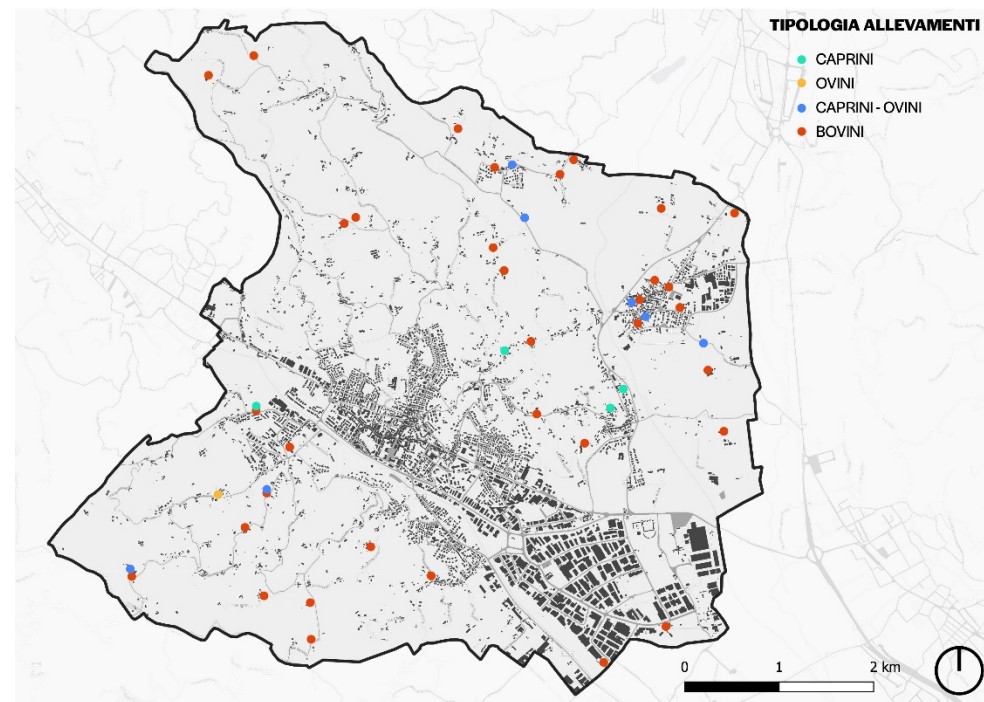 TIPOLOGIA ALLEVAMENTI
CAPRINI
OVINI
CAPRINI - OVINI
BOVINI
0 1 2 km